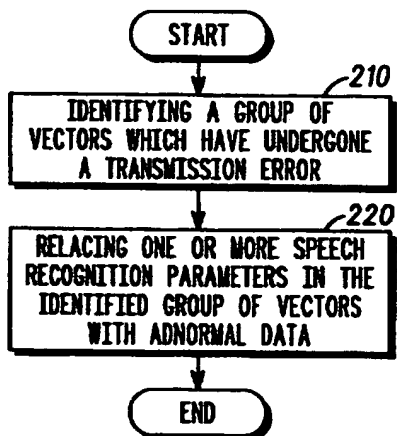 START
210
IDENTIFYING A GROUP OF
VECTORS WHICH HAVE UNDERGONE
A TRANSMISSION ERROR
220
RELACING ONE OR MORE SPEECH
RECOGNITION PARAMETERS IN THE
IDENTIFIED GROUP OF VECTORS
WITH ADNORMAL DATA
END